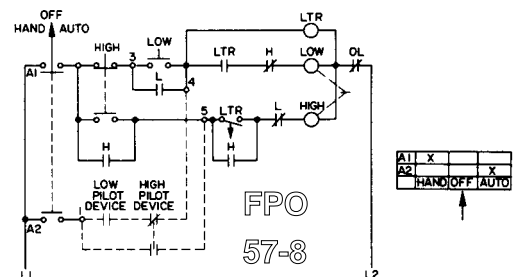 OFF
HAND AUTO
LTR
HIGH
3
LOW
LTR
H
LOW
OL
A1
L
4
HIGH
5
LTR
L
H
H
LOW
PILOT
DEVICE
HIGH
PILOT
DEVICE
1
A2
FPO
57-8
L1
L2
A1 X
A2 X
HAND OFF AUTO